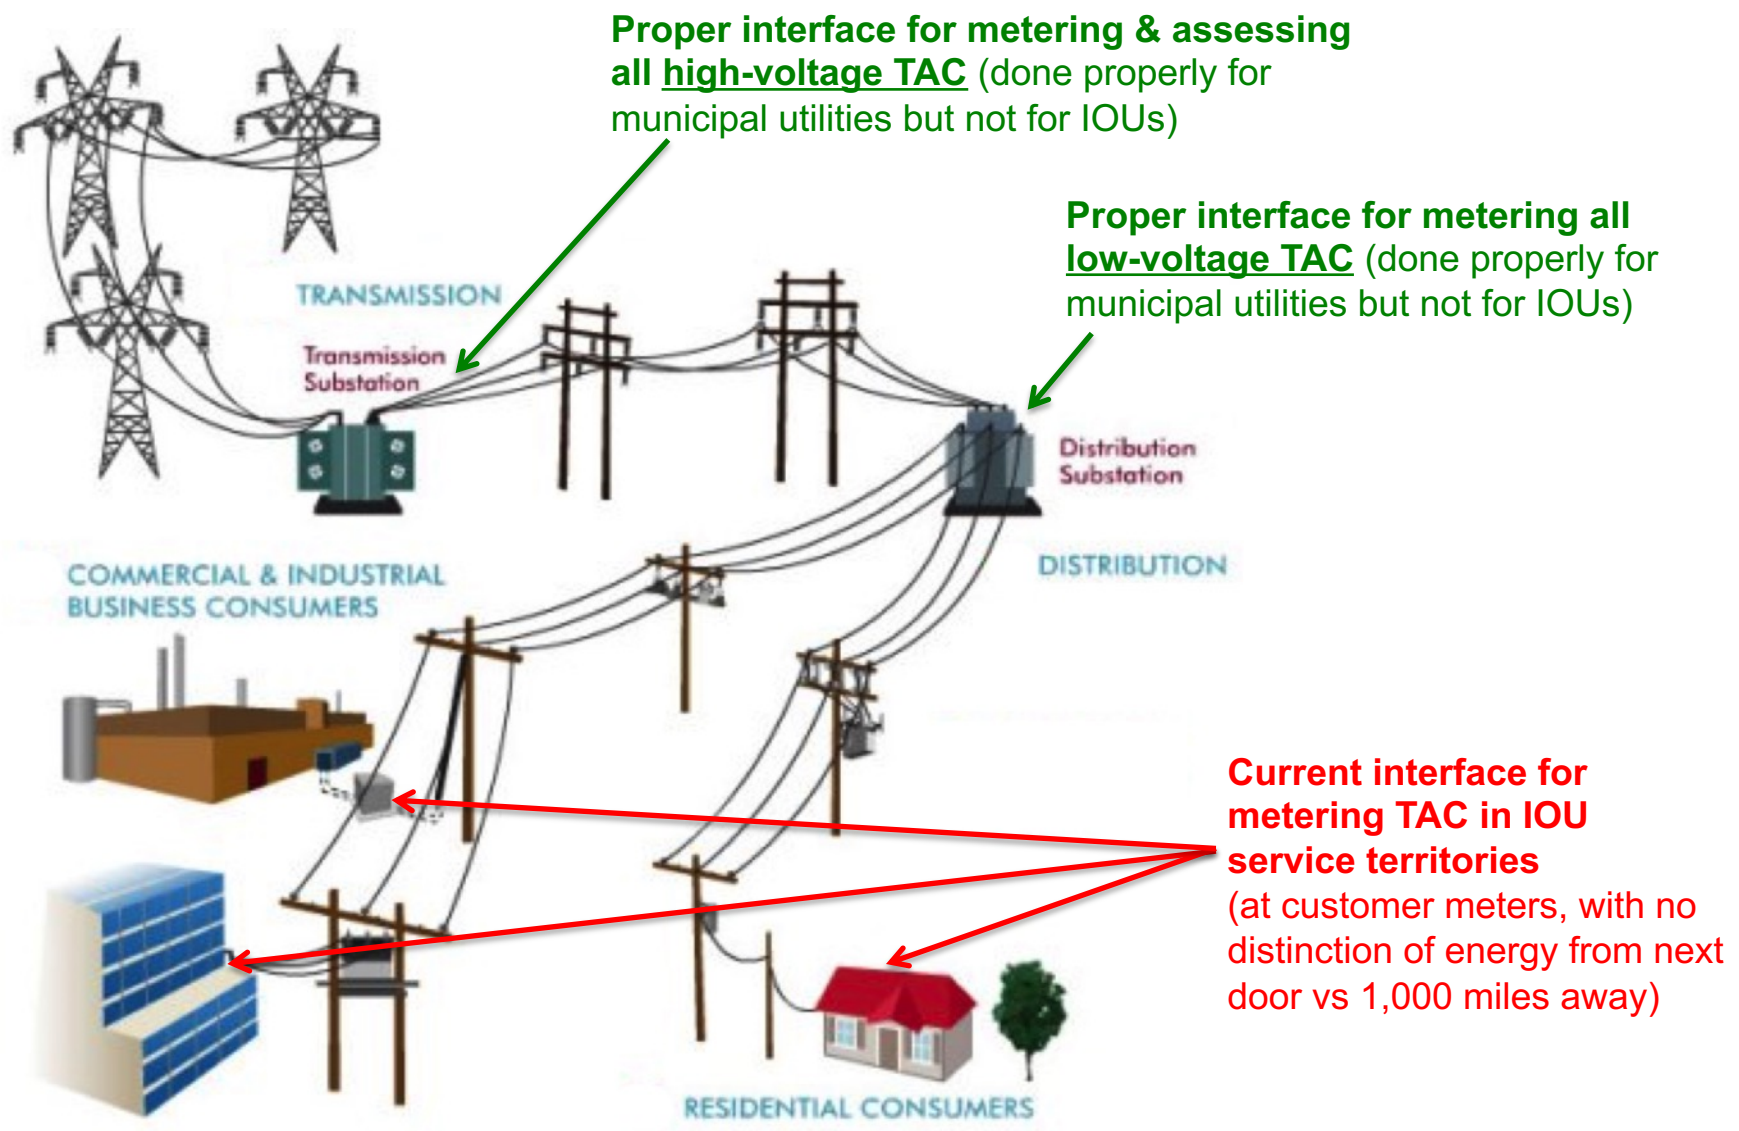 Proper interface for metering & assessing
all high-voltage TAC (done properly for
municipal utilities but not for IOUs)
Proper interface for metering all
low-voltage TAC (done properly for
municipal utilities but not for IOUs)
TRANSMISSION
Transmission
Substation
Distribution
Substation
DISTRIBUTION
COMMERCIAL & INDUSTRIAL
BUSINESS CONSUMERS
Current interface for
metering TAC in IOU
service territories
(at customer meters, with no
distinction of energy from next
door vs 1,000 miles away)
RESIDENTIAL CONSUMERS